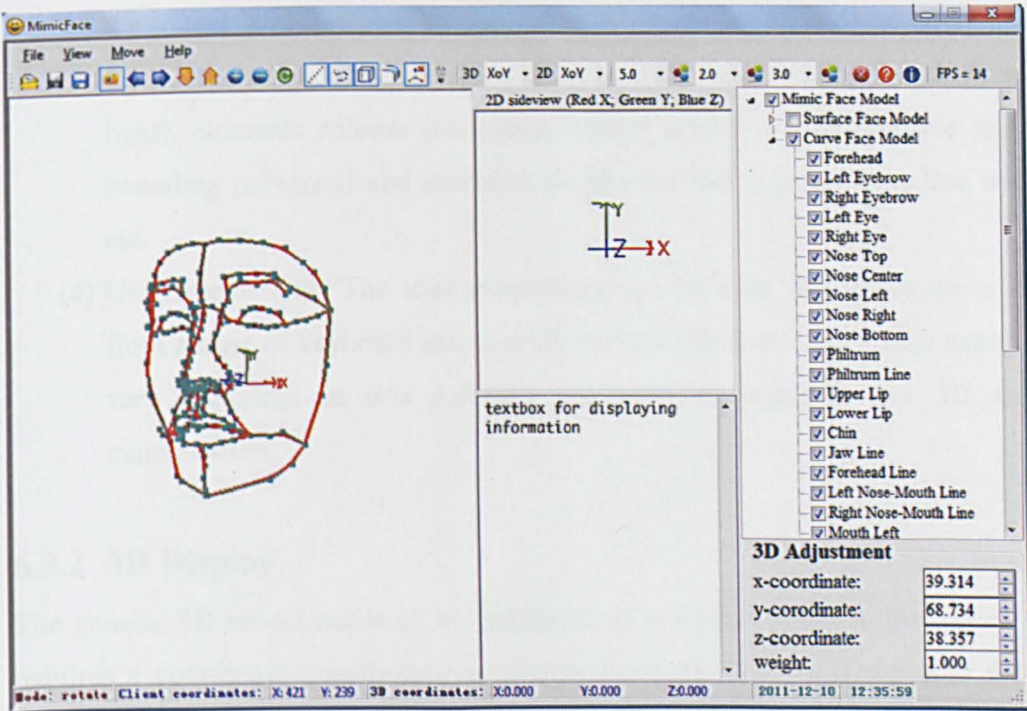 MimicFace
File View Move Help
3D XoY 2D XoY 5.0 2.0 3.0 FPS = 14
2D sideview (Red X; Green Y; Blue Z)
Y
Z X
Z X
textbox for displaying
information
Mimic Face Model
Surface Face Model
Curve Face Model
Forehead
Left Eyebrow
Right Eyebrow
Left Eye
Right Eye
Nose Top
Nose Center
Nose Left
Nose Right
Nose Bottom
Philtrum
Philtrum Line
Upper Lip
Lower Lip
Chin
Jaw Line
Forehead Line
Left Nose-Mouth Line
Right Nose-Mouth Line
Mouth Left
3D Adjustment
x-coordinate: 39.314
y-corodinate: 68.734
z-coordinate: 38.357
weight: 1.000
Mode: rotate Client coordinates: X:421 Y:239 3D coordinates: X:0.000 Y:0.000 Z:0.000 2011-12-10 12:35:59